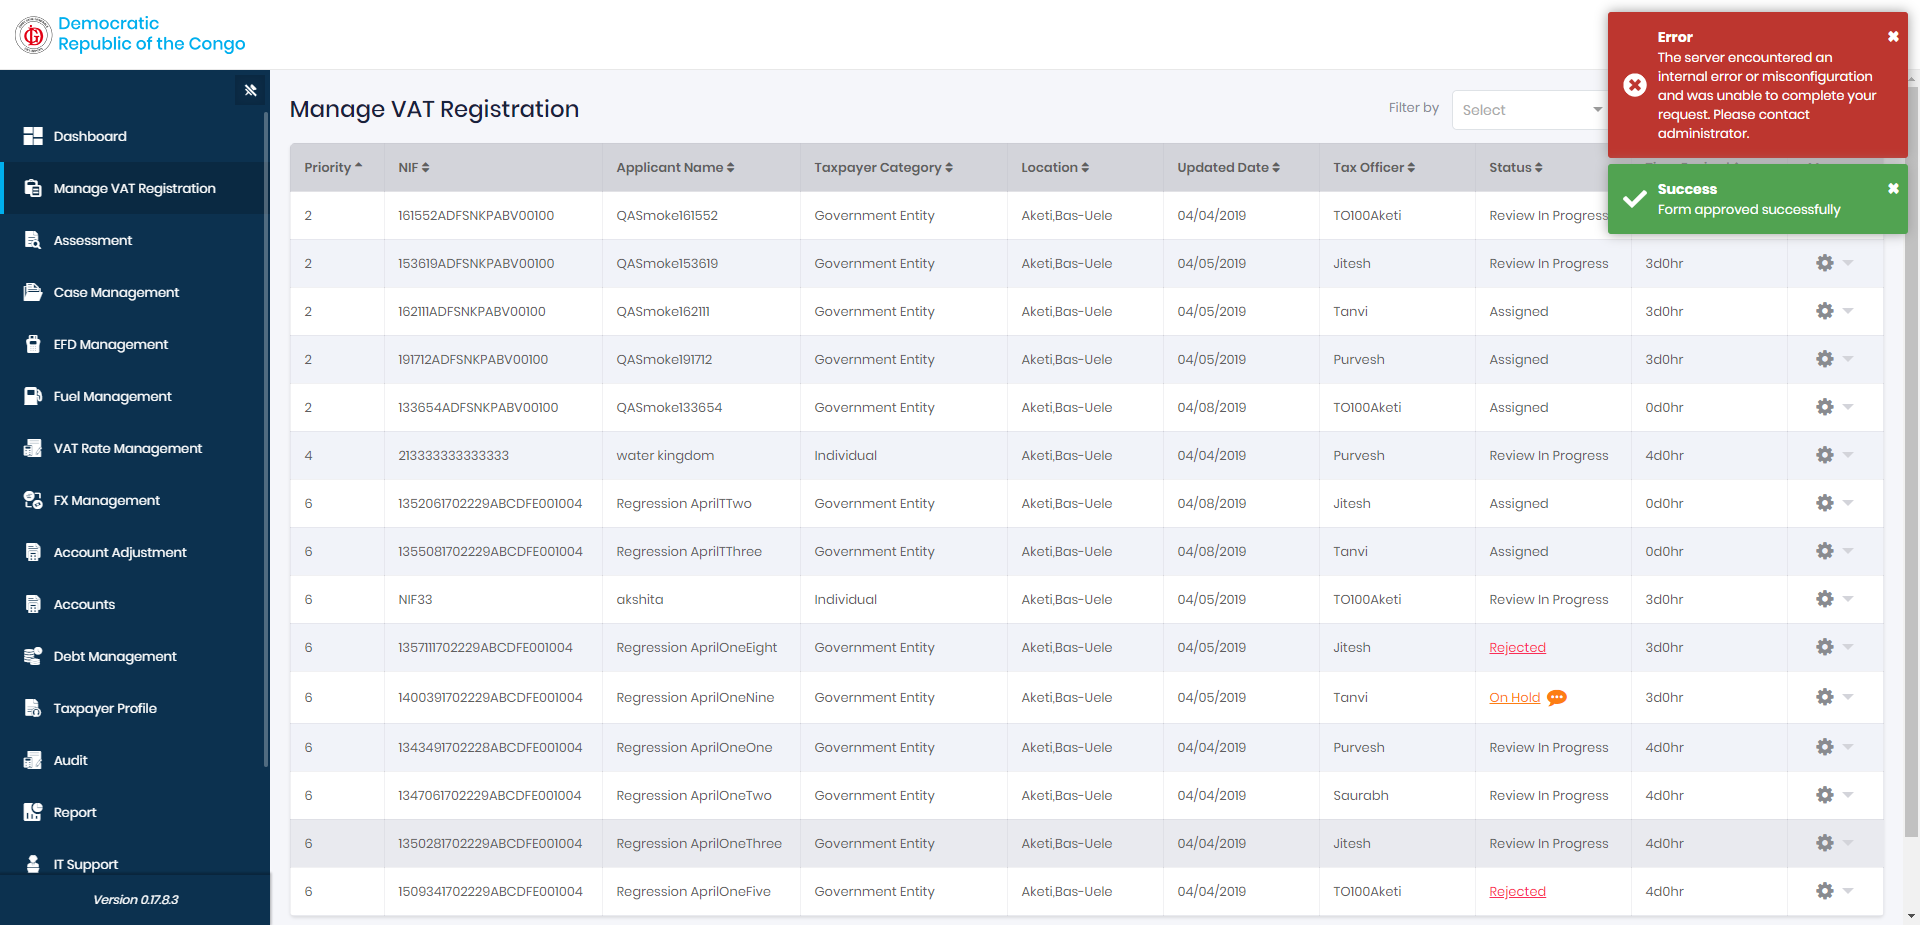 Democratic
Republic of the Congo
Dashboard
Manage VAT Registration
Assessment
Case Management
EFD Management
Fuel Management
VAT Rate Management
FX Management
Account Adjustment
Accounts
Debt Management
Taxpayer Profile
Audit
Report
IT Support
Version 0.17.8.3
Manage VAT Registration
Filter by Select
Error
The server encountered an
internal error or misconfiguration
and was unable to complete your
request. Please contact
administrator.
Success
Form approved successfully
Priority NIF Applicant Name Taxpayer Category Location Updated Date Tax Officer Status
2 161552ADFSNKPABV00100 QASmoke161552 Government Entity Aketi,Bas-Uele 04/04/2019 TO100Aketi Review In Progress
2 153619ADFSNKPABV00100 QASmoke153619 Government Entity Aketi,Bas-Uele 04/05/2019 Jitesh Review In Progress 3d0hr
2 162111ADFSNKPABV00100 QASmoke162111 Government Entity Aketi,Bas-Uele 04/05/2019 Tanvi Assigned 3d0hr
2 191712ADFSNKPABV00100 QASmoke191712 Government Entity Aketi,Bas-Uele 04/05/2019 Purvesh Assigned 3d0hr
2 133654ADFSNKPABV00100 QASmoke133654 Government Entity Aketi,Bas-Uele 04/08/2019 TO100Aketi Assigned 0d0hr
4 213333333333333 water kingdom Individual Aketi,Bas-Uele 04/04/2019 Purvesh Review In Progress 4d0hr
6 1352061702229ABCDFE001004 Regression AprilTTwo Government Entity Aketi,Bas-Uele 04/08/2019 Jitesh Assigned 0d0hr
6 1355081702229ABCDFE001004 Regression AprilTThree Government Entity Aketi,Bas-Uele 04/08/2019 Tanvi Assigned 0d0hr
6 NIF33 akshita Individual Aketi,Bas-Uele 04/05/2019 TO100Aketi Review In Progress 3d0hr
6 1357111702229ABCDFE001004 Regression AprilOneEight Government Entity Aketi,Bas-Uele 04/05/2019 Jitesh Rejected 3d0hr
6 1400391702229ABCDFE001004 Regression AprilOneNine Government Entity Aketi,Bas-Uele 04/05/2019 Tanvi On Hold 3d0hr
6 1343491702228ABCDFE001004 Regression AprilOneOne Government Entity Aketi,Bas-Uele 04/04/2019 Purvesh Review In Progress 4d0hr
6 1347061702229ABCDFE001004 Regression AprilOneTwo Government Entity Aketi,Bas-Uele 04/04/2019 Saurabh Review In Progress 4d0hr
6 1350281702229ABCDFE001004 Regression AprilOneThree Government Entity Aketi,Bas-Uele 04/04/2019 Jitesh Review In Progress 4d0hr
6 1509341702229ABCDFE001004 Regression AprilOneFive Government Entity Aketi,Bas-Uele 04/04/2019 TO100Aketi Rejected 4d0hr